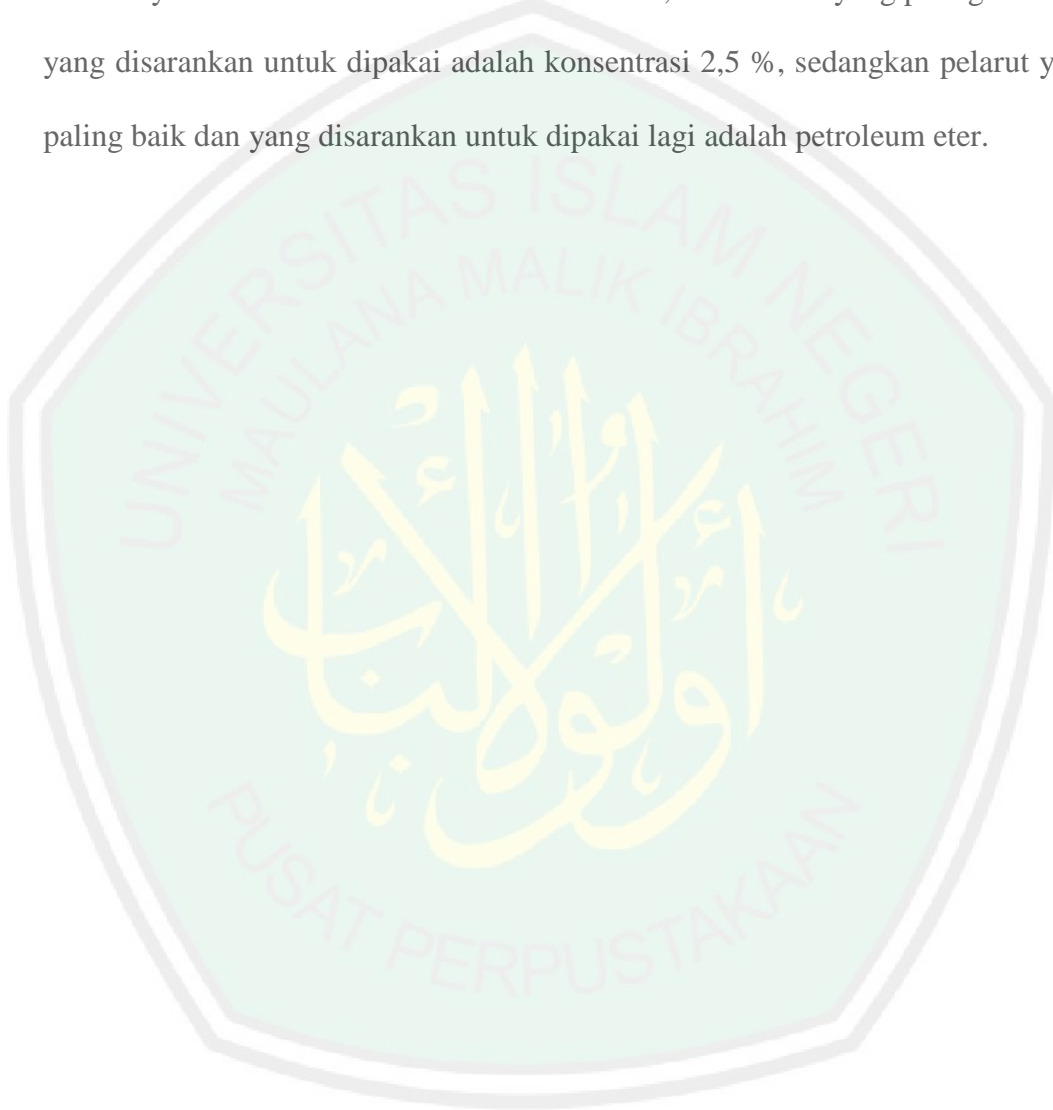 yang disarankan untuk dipakai adalah konsentrasi 2,5 %, sedangkan pelarut y
paling baik dan yang disarankan untuk dipakai lagi adalah petroleum eter.
UNIVERSITAS ISLAM NEGERI
MAULANA MALIK IBRAHIM
أولوا الألباب
PUSAT PERPUSTAKAAN